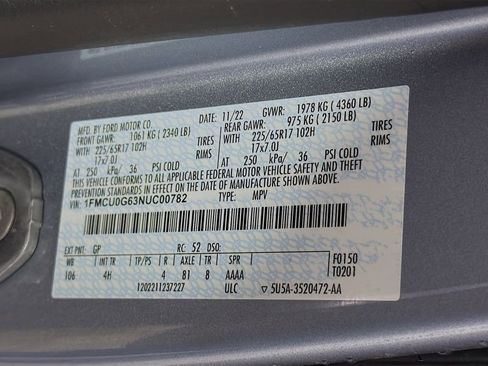 MFD. BY FORD MOTOR CO. 11/22 GVWR: 1978 KG ( 4360 LB)
FRONT GAWR: 1061 KG ( 2340 LB) REAR GAWR: 975 KG ( 2150 LB)
WITH 225/65R17 102H TIRES WITH 225/65R17 102H TIRES
17x7.0J RIMS 17x7.0J RIMS
AT 250 kPa/ 36 PSI COLD AT 250 kPa/ 36 PSI COLD
THIS VEHICLE CONFORMS TO ALL APPLICABLE FEDERAL MOTOR VEHICLE SAFETY AND THEFT
PREVENTION STANDARDS IN EFFECT ON THE DATE OF MANUFACTURE SHOWN ABOVE.
VIN: 1FMCU0G63NUC00782 TYPE: MPV
EXT PNT: GP RC: 52 DSO:
WB INT TR TP/PS R AXLE TR SPR F0150
106 4H 4 81 8 AAAA T0201
1202211237227 ULC ▽ 5U5A-3520472-AA